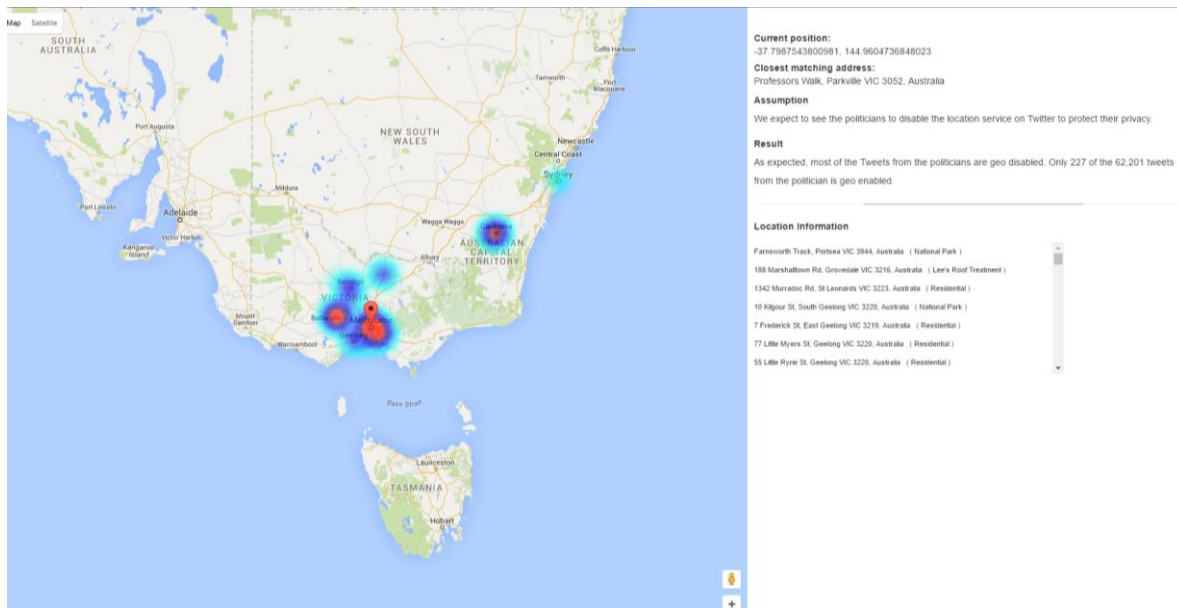 Map Satellite
SOUTH
AUSTRALIA
Coffs Harbour
Tamworth
Port
Macquarie
Port Augusta
NEW SOUTH
WALES
Newcastle
Central Coast
Sydney
Mildura
Port Lincoln
Adelaide
Wagga Wagga
Canberra
Victor Harbor
AUSTRALIAN
CAPITAL
TERRITORY
Kangaroo
Island
Albury
Bendigo
VICTORIA
Mount
Gambier
Ballarat
Melbourne
Geelong
Warrnambool
Bass Strait
Launceston
TASMANIA
Hobart
Current position:
-37.7987543800981, 144.9604736848023
Closest matching address:
Professors Walk, Parkville VIC 3052, Australia
Assumption
We expect to see the politicians to disable the location service on Twitter to protect their privacy.
Result
As expected, most of the Tweets from the politicians are geo disabled. Only 227 of the 62,201 tweets
from the politician is geo enabled.
Location Information
Farnsworth Track, Portsea VIC 3944, Australia ( National Park )
188 Marshalltown Rd, Grovedale VIC 3216, Australia ( Lee's Roof Treatment )
1342 Murradoc Rd, St Leonards VIC 3223, Australia ( Residential )
10 Kilgour St, South Geelong VIC 3220, Australia ( National Park )
7 Frederick St, East Geelong VIC 3219, Australia ( Residential )
77 Little Myers St, Geelong VIC 3220, Australia ( Residential )
55 Little Ryrie St, Geelong VIC 3220, Australia ( Residential )